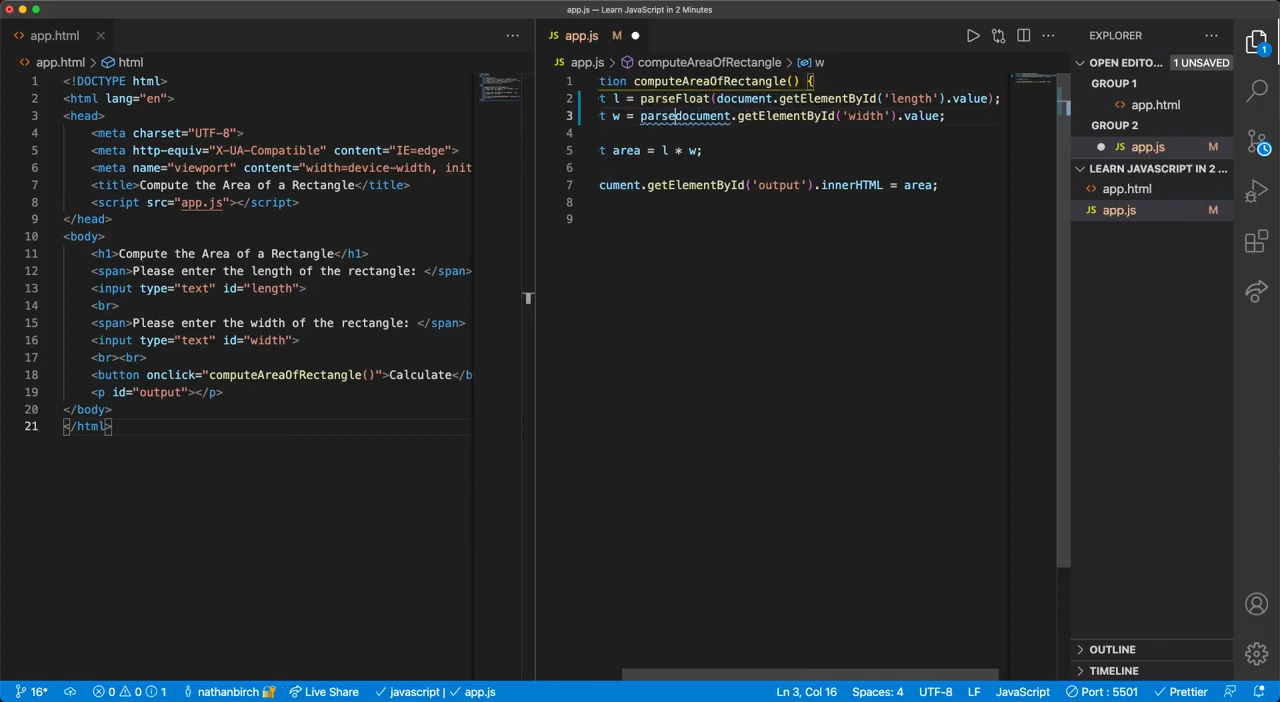 app.js — Learn JavaScript in 2 Minutes
app.html
app.html > html
1 <!DOCTYPE html>
2 <html lang="en">
3 <head>
4 <meta charset="UTF-8">
5 <meta http-equiv="X-UA-Compatible" content="IE=edge">
6 <meta name="viewport" content="width=device-width, init
7 <title>Compute the Area of a Rectangle</title>
8 <script src="app.js"></script>
9 </head>
10 <body>
11 <h1>Compute the Area of a Rectangle</h1>
12 <span>Please enter the length of the rectangle: </span>
13 <input type="text" id="length">
14 <br>
15 <span>Please enter the width of the rectangle: </span>
16 <input type="text" id="width">
17 <br><br>
18 <button onclick="computeAreaOfRectangle()">Calculate</b
19 <p id="output"></p>
20 </body>
21 </html>
JS app.js M
JS app.js > computeAreaOfRectangle > w
1 tion computeAreaOfRectangle() {
2 t l = parseFloat(document.getElementById('length').value);
3 t w = parsedocument.getElementById('width').value;
4
5 t area = l * w;
6
7 cument.getElementById('output').innerHTML = area;
8
9
EXPLORER
OPEN EDITO... 1 UNSAVED
GROUP 1
app.html
GROUP 2
JS app.js M
LEARN JAVASCRIPT IN 2 ...
app.html
JS app.js M
OUTLINE
TIMELINE
1
16* 0 0 1 nathanbirch Live Share javascript | app.js Ln 3, Col 16 Spaces: 4 UTF-8 LF JavaScript Port : 5501 Prettier